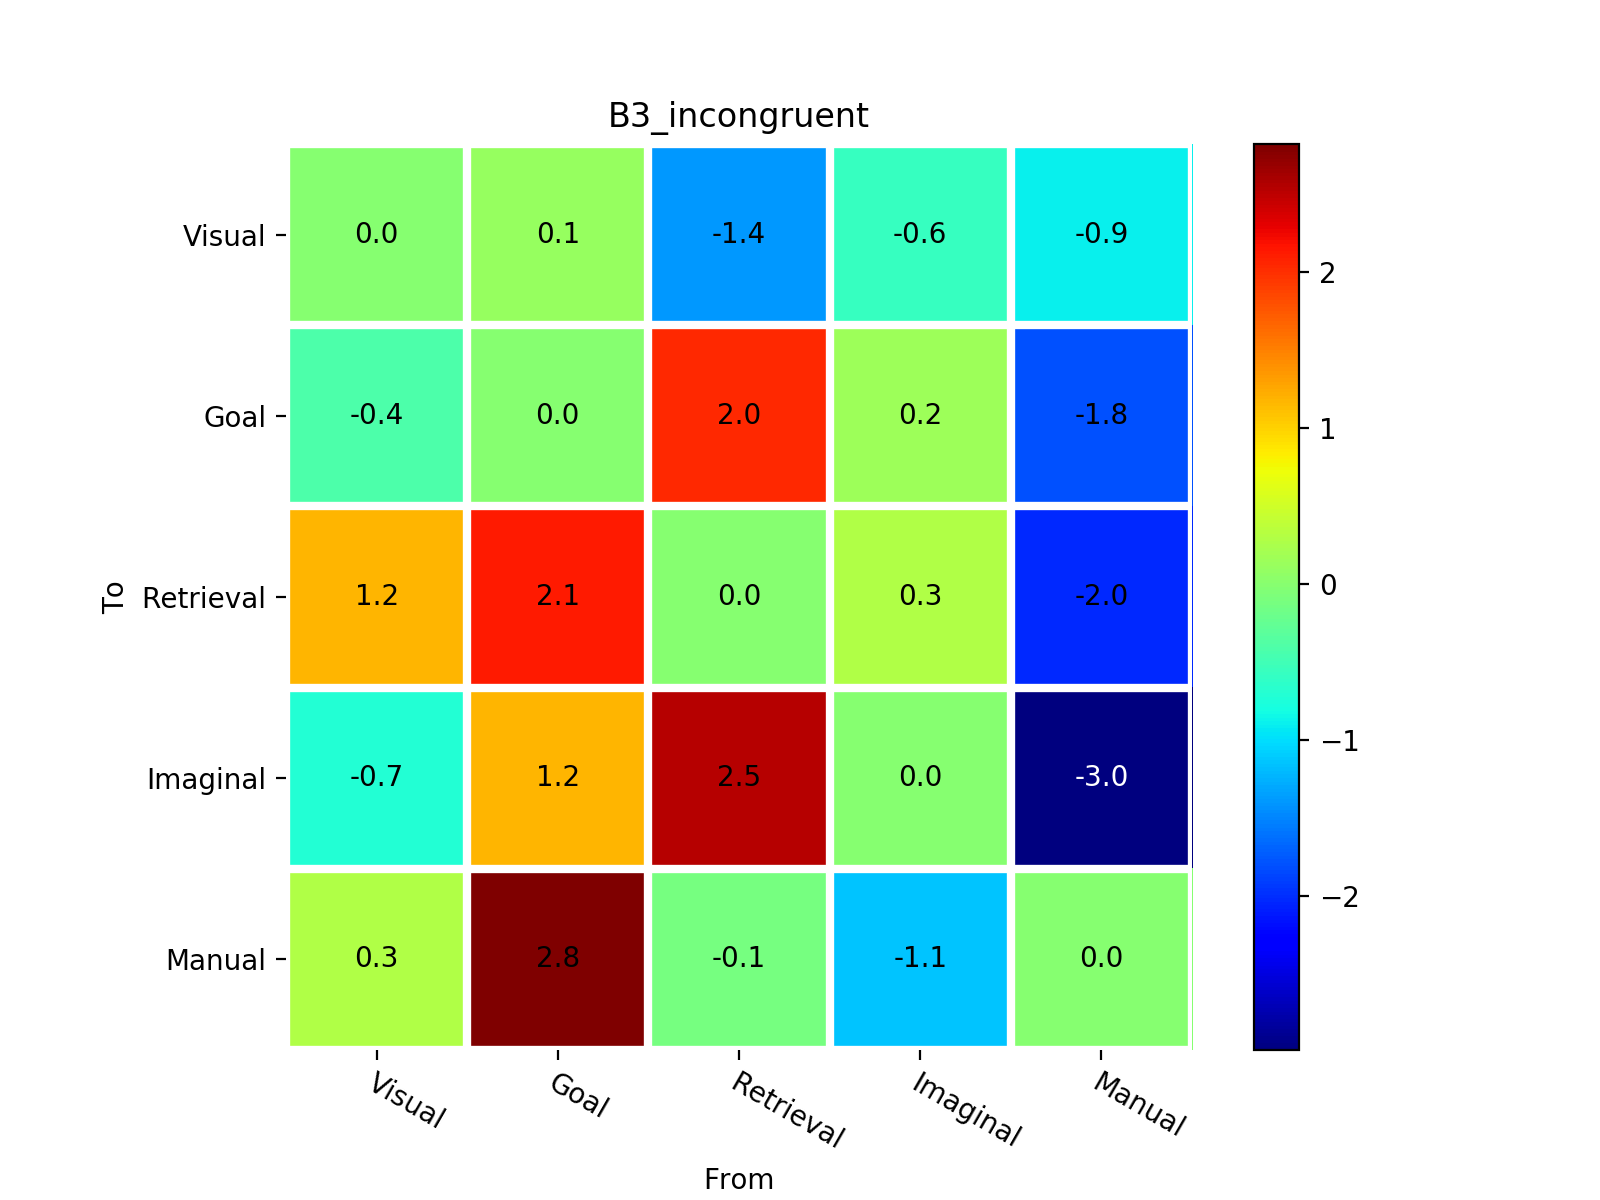 B3_incongruent
Visual 0.0 0.1 -1.4 -0.6 -0.9
Goal -0.4 0.0 2.0 0.2 -1.8
Retrieval 1.2 2.1 0.0 0.3 -2.0
Imaginal -0.7 1.2 2.5 0.0 -3.0
Manual 0.3 2.8 -0.1 -1.1 0.0
To
Visual Goal Retrieval Imaginal Manual
From
2
1
0
−1
−2